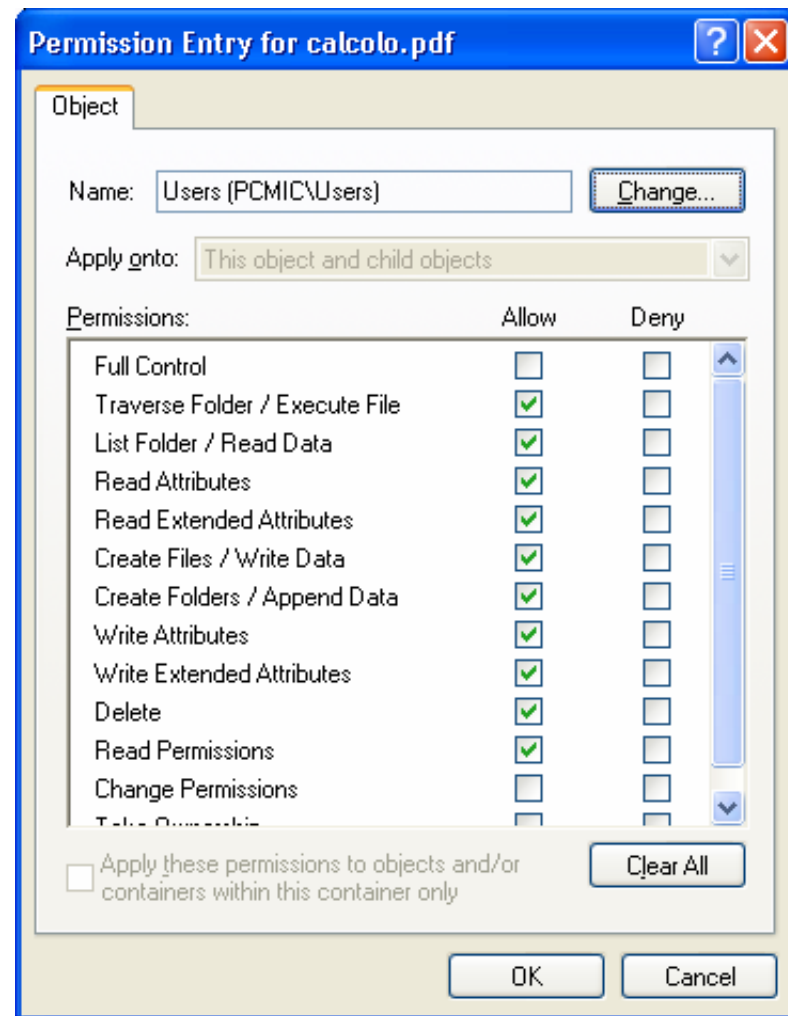 Permission Entry for calcolo.pdf
Object
Name: Users (PCMIC\Users) Change...
Apply onto: This object and child objects
Permissions: Allow Deny
Full Control
Traverse Folder / Execute File
List Folder / Read Data
Read Attributes
Read Extended Attributes
Create Files / Write Data
Create Folders / Append Data
Write Attributes
Write Extended Attributes
Delete
Read Permissions
Change Permissions
Take Ownership
Apply these permissions to objects and/or
containers within this container only
Clear All
OK Cancel